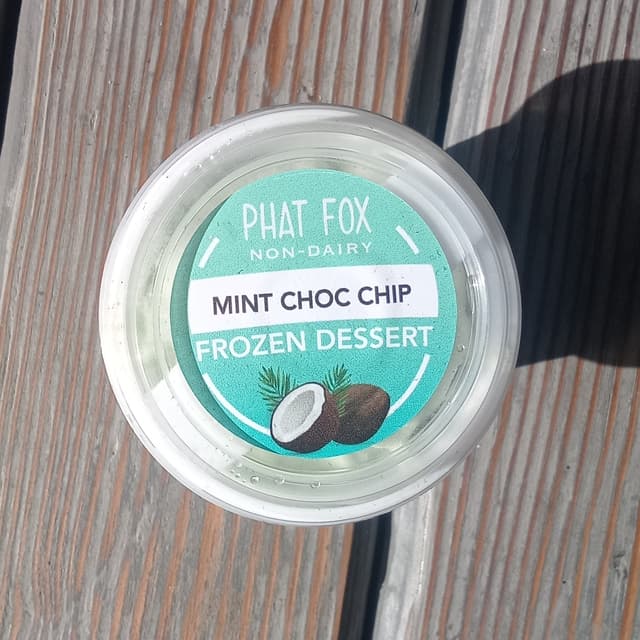 PHAT FOX
NON-DAIRY
MINT CHOC CHIP
FROZEN DESSERT